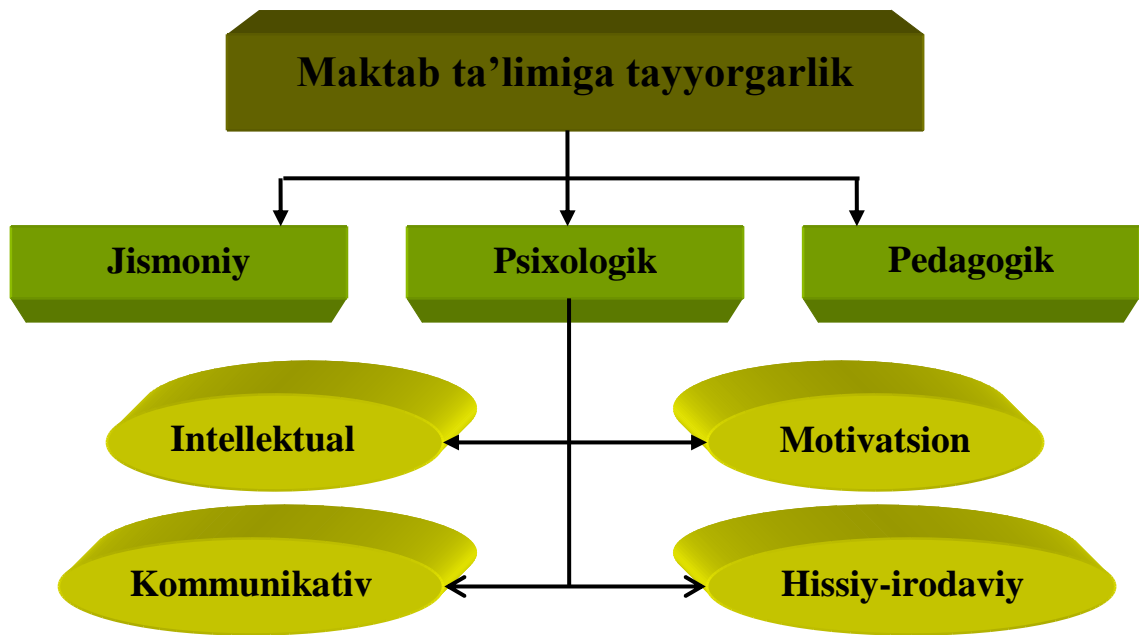 Maktab ta’limiga tayyorgarlik
Jismoniy
Psixologik
Pedagogik
Intellektual
Motivatsion
Kommunikativ
Hissiy-irodaviy